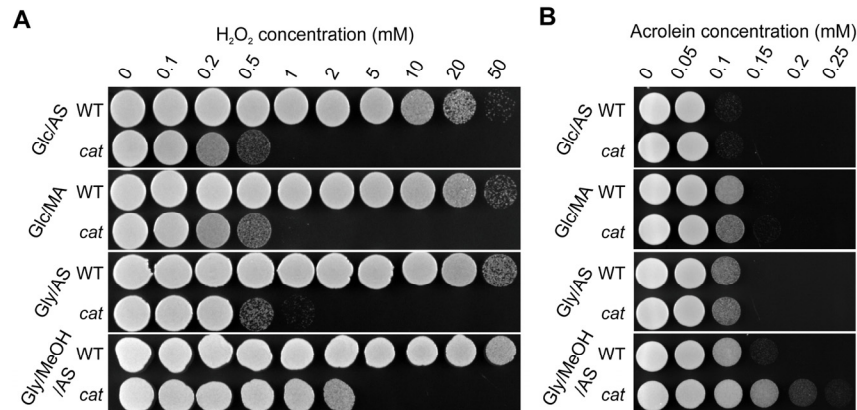 A
H₂O₂ concentration (mM)
0 0.1 0.2 0.5 1 2 5 10 20 50
Glc/AS
WT
cat
Glc/MA
WT
cat
Gly/AS
WT
cat
Gly/MeOH
/AS
WT
cat
B
Acrolein concentration (mM)
0 0.05 0.1 0.15 0.2 0.25
Glc/AS
WT
cat
Glc/MA
WT
cat
Gly/AS
WT
cat
Gly/MeOH
/AS
WT
cat